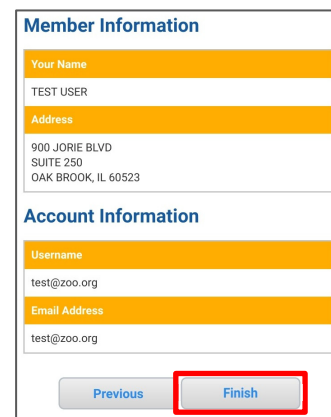 Member Information
Your Name
TEST USER
Address
900 JORIE BLVD
SUITE 250
OAK BROOK, IL 60523
Account Information
Username
test@zoo.org
Email Address
test@zoo.org
Previous Finish